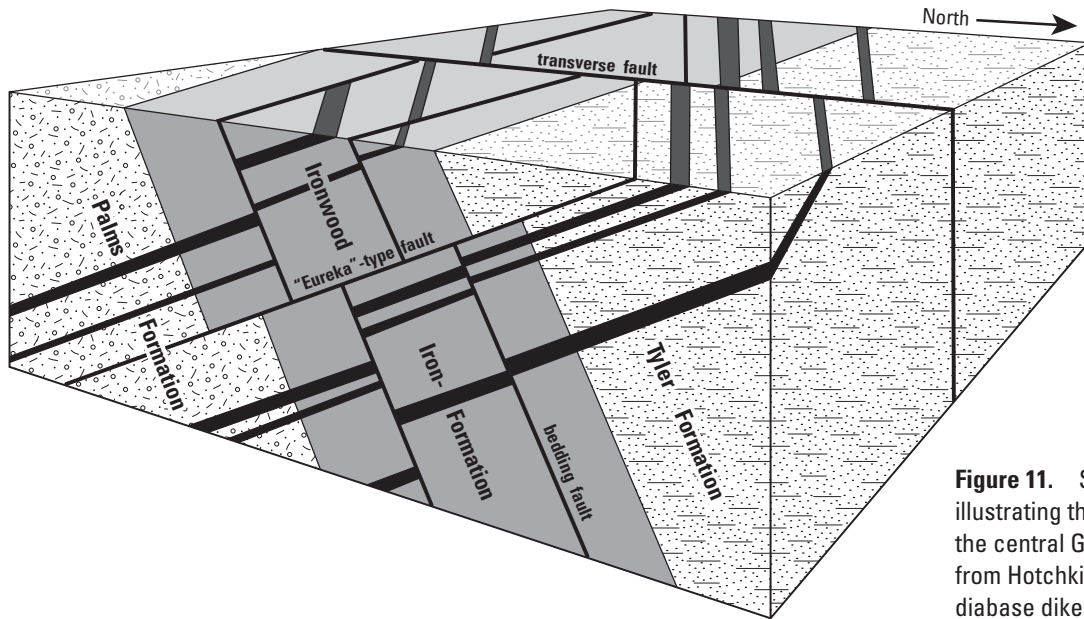 North
transverse fault
Palms
Formation
Ironwood
"Eureka"-type fault
Iron-
Formation
bedding fault
Tyler Formation
Figure 11. S
illustrating th
the central G
from Hotchki
diabase dike